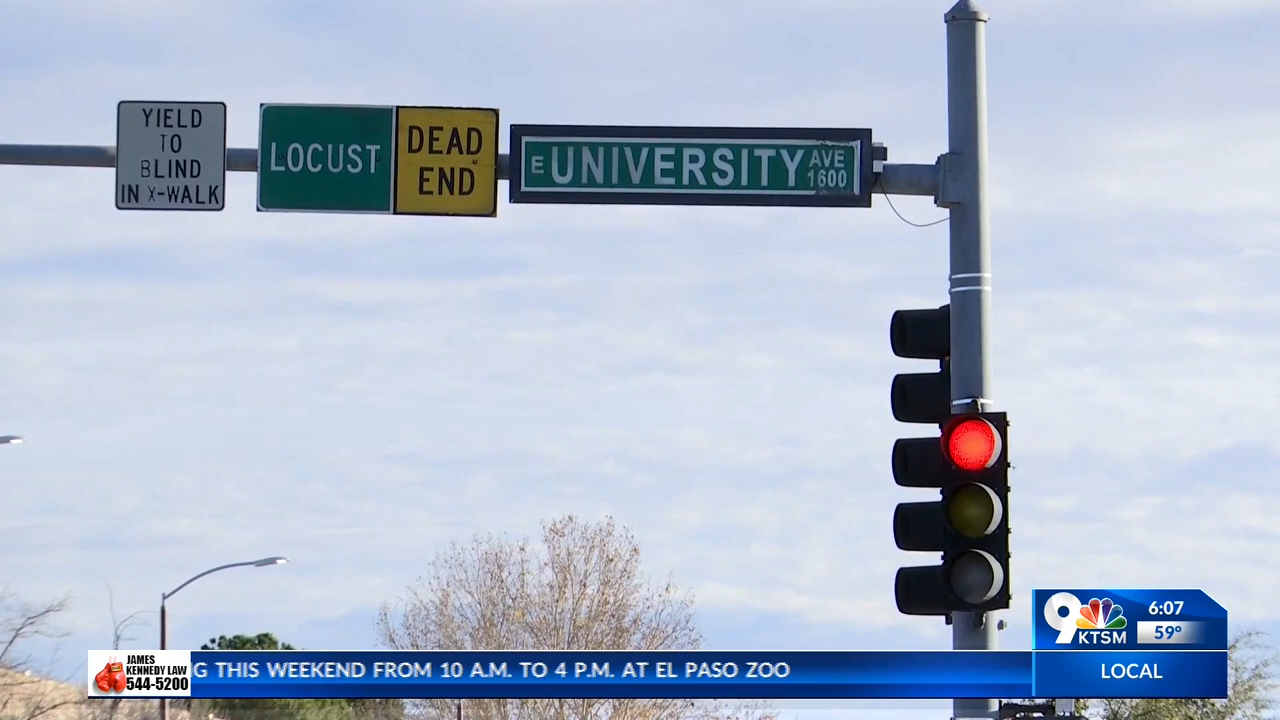 YIELD
TO
BLIND
IN X-WALK
LOCUST
DEAD
END
E UNIVERSITY AVE
1600
9 KTSM
6:07
59°
LOCAL
JAMES
KENNEDY LAW
544-5200
G THIS WEEKEND FROM 10 A.M. TO 4 P.M. AT EL PASO ZOO